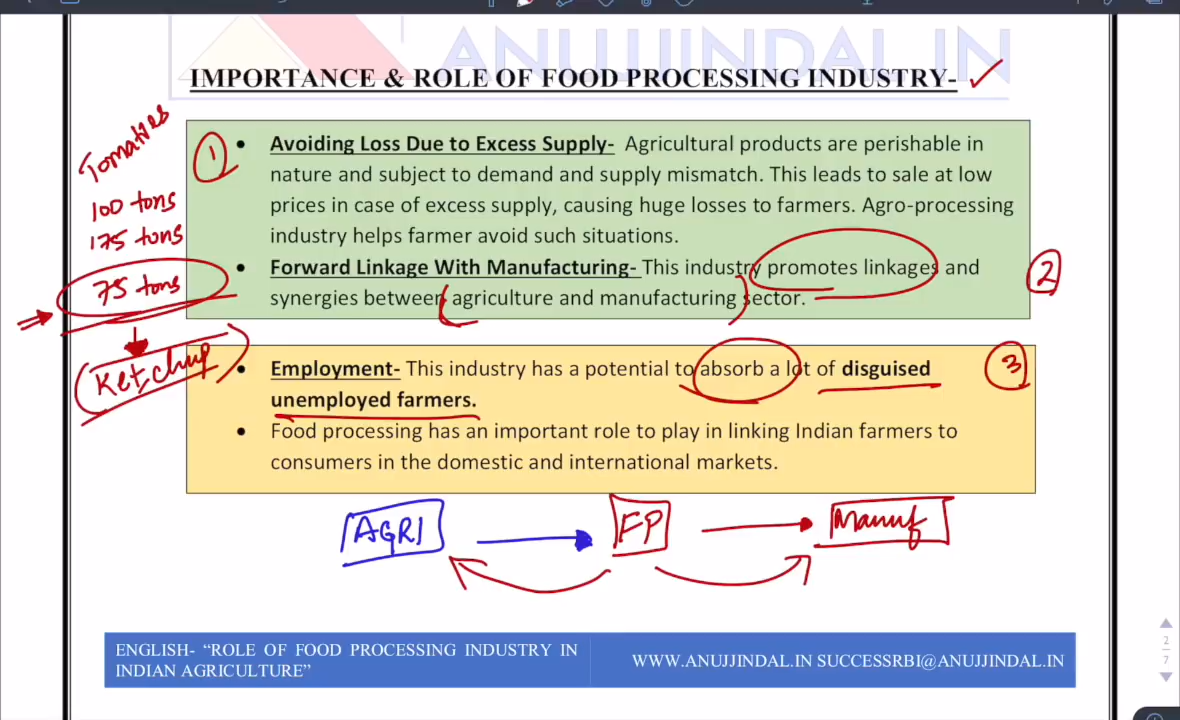 ANUJJINDAL.IN
IMPORTANCE & ROLE OF FOOD PROCESSING INDUSTRY-
Tomatoes
100 tons
175 tons
75 tons
Ketchup
1
• Avoiding Loss Due to Excess Supply- Agricultural products are perishable in
nature and subject to demand and supply mismatch. This leads to sale at low
prices in case of excess supply, causing huge losses to farmers. Agro-processing
industry helps farmer avoid such situations.
• Forward Linkage With Manufacturing- This industry promotes linkages and
synergies between agriculture and manufacturing sector.
2
• Employment- This industry has a potential to absorb a lot of disguised
unemployed farmers.
3
• Food processing has an important role to play in linking Indian farmers to
consumers in the domestic and international markets.
AGRI FP Manuf
ENGLISH- “ROLE OF FOOD PROCESSING INDUSTRY IN
INDIAN AGRICULTURE”
WWW.ANUJJINDAL.IN SUCCESSRBI@ANUJJINDAL.IN
2
7